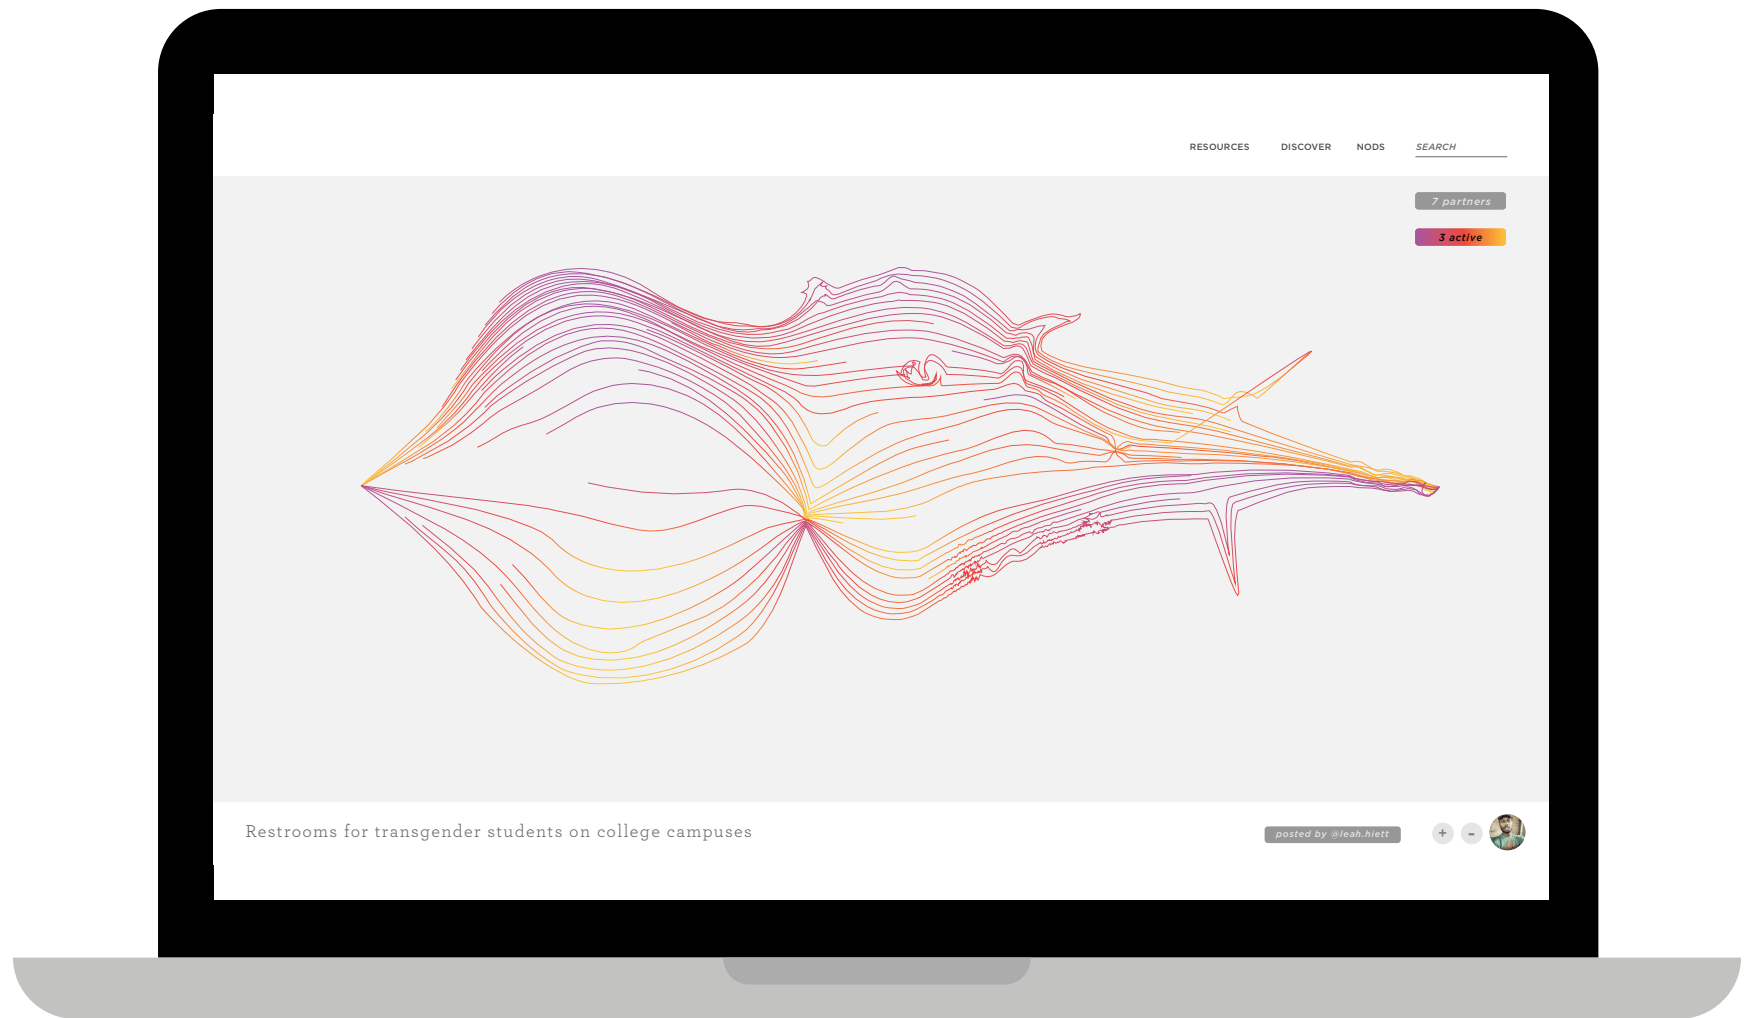 RESOURCES DISCOVER NODS SEARCH
7 partners
3 active
Restrooms for transgender students on college campuses
posted by @leah.hiett + -